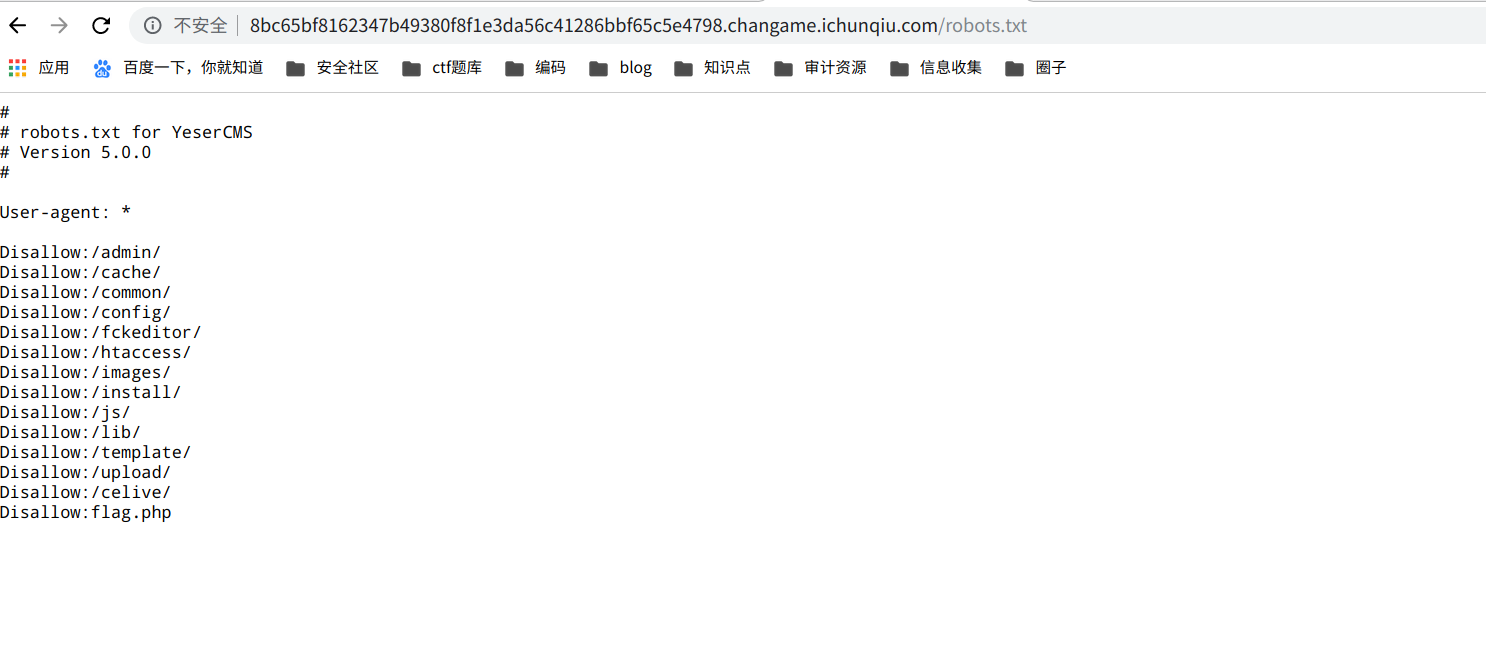 不安全 8bc65bf8162347b49380f8f1e3da56c41286bbf65c5e4798.changame.ichunqiu.com/robots.txt
应用 百度一下，你就知道 安全社区 ctf题库 编码 blog 知识点 审计资源 信息收集 圈子
#
# robots.txt for YeserCMS
# Version 5.0.0
#
User-agent: *
Disallow:/admin/
Disallow:/cache/
Disallow:/common/
Disallow:/config/
Disallow:/fckeditor/
Disallow:/htaccess/
Disallow:/images/
Disallow:/install/
Disallow:/js/
Disallow:/lib/
Disallow:/template/
Disallow:/upload/
Disallow:/celive/
Disallow:flag.php